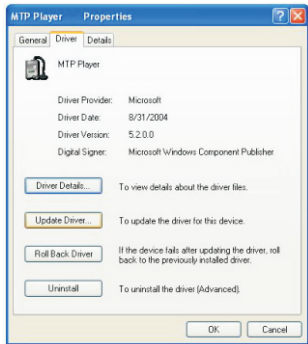 MTP Player Properties
General Driver Details
MTP Player
Driver Provider: Microsoft
Driver Date: 8/31/2004
Driver Version: 5.2.0.0
Digital Signer: Microsoft Windows Component Publisher
Driver Details... To view details about the driver files.
Update Driver... To update the driver for this device.
Roll Back Driver If the device fails after updating the driver, roll
back to the previously installed driver.
Uninstall To uninstall the driver (Advanced).
OK Cancel